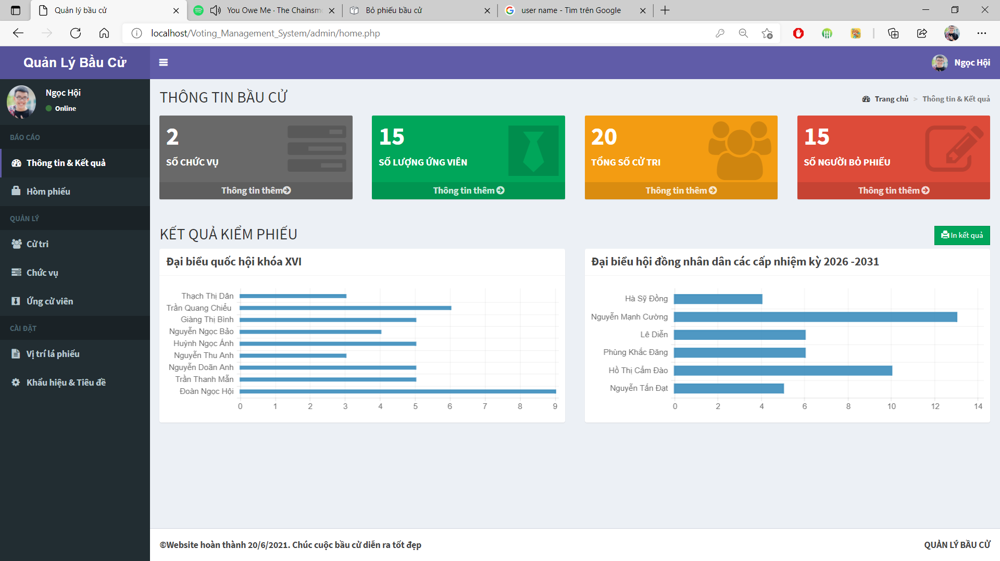 Quản lý bầu cử
You Owe Me · The Chainsm
Bỏ phiếu bầu cử
user name - Tìm trên Google
localhost/Voting_Management_System/admin/home.php
Quản Lý Bầu Cử
Ngọc Hội
Ngọc Hội
Online
BÁO CÁO
Thông tin & Kết quả
Hòm phiếu
QUẢN LÝ
Cử tri
Chức vụ
Ứng cử viên
CÀI ĐẶT
Vị trí lá phiếu
Khẩu hiệu & Tiêu đề
THÔNG TIN BẦU CỬ
Trang chủ > Thông tin & Kết quả
2
SỐ CHỨC VỤ
Thông tin thêm
15
SỐ LƯỢNG ỨNG VIÊN
Thông tin thêm
20
TỔNG SỐ CỬ TRI
Thông tin thêm
15
SỐ NGƯỜI BỎ PHIẾU
Thông tin thêm
KẾT QUẢ KIỂM PHIẾU
In kết quả
Đại biểu quốc hội khóa XVI
Thạch Thị Dân
Trần Quang Chiểu
Giàng Thị Bình
Nguyễn Ngọc Bảo
Huỳnh Ngọc Ánh
Nguyễn Thu Anh
Nguyễn Doãn Anh
Trần Thanh Mẫn
Đoàn Ngọc Hội
0 1 2 3 4 5 6 7 8 9
Đại biểu hội đồng nhân dân các cấp nhiệm kỳ 2026 -2031
Hà Sỹ Đồng
Nguyễn Mạnh Cường
Lê Diễn
Phùng Khắc Đăng
Hồ Thị Cẩm Đào
Nguyễn Tấn Đạt
0 2 4 6 8 10 12 14
©Website hoàn thành 20/6/2021. Chúc cuộc bầu cử diễn ra tốt đẹp
QUẢN LÝ BẦU CỬ